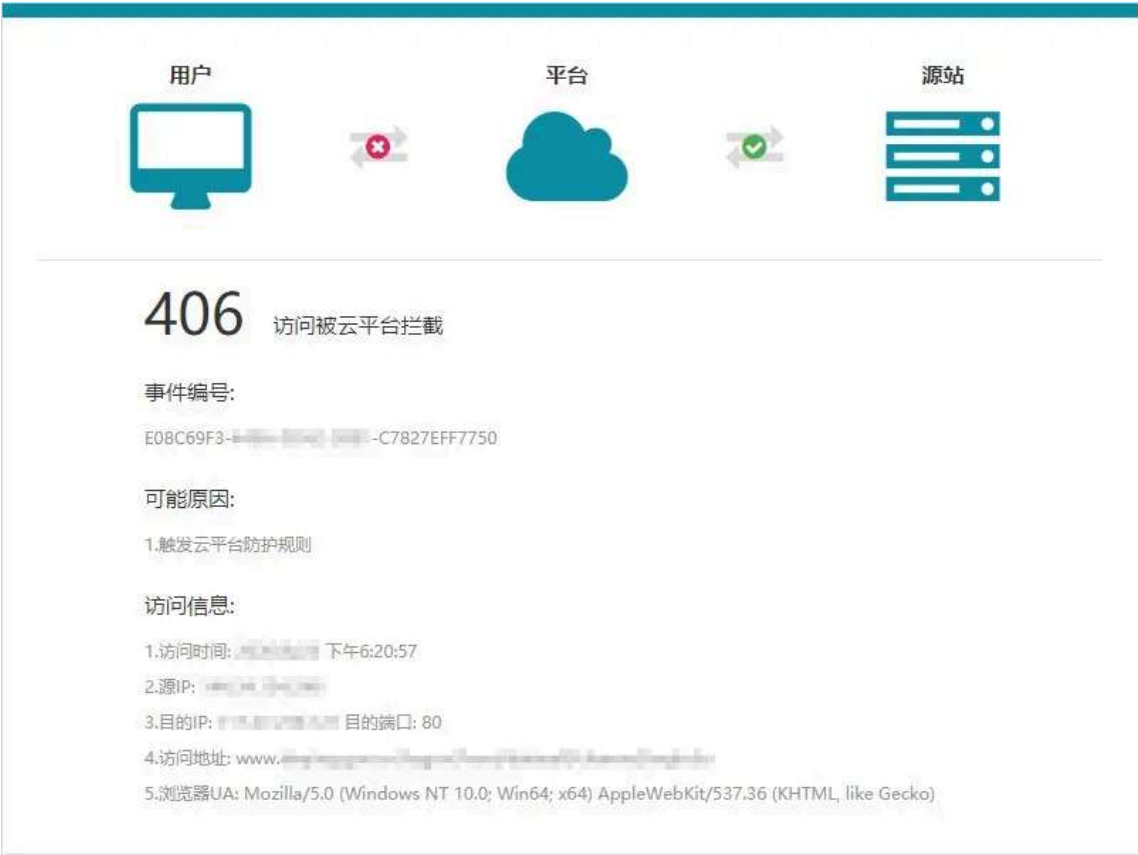 用户 平台 源站
406 访问被云平台拦截
事件编号:
E08C69F3- -C7827EFF7750
可能原因:
1.触发云平台防护规则
访问信息:
1.访问时间: 下午6:20:57
2.源IP:
3.目的IP: 目的端口: 80
4.访问地址: www.
5.浏览器UA: Mozilla/5.0 (Windows NT 10.0; Win64; x64) AppleWebKit/537.36 (KHTML, like Gecko)